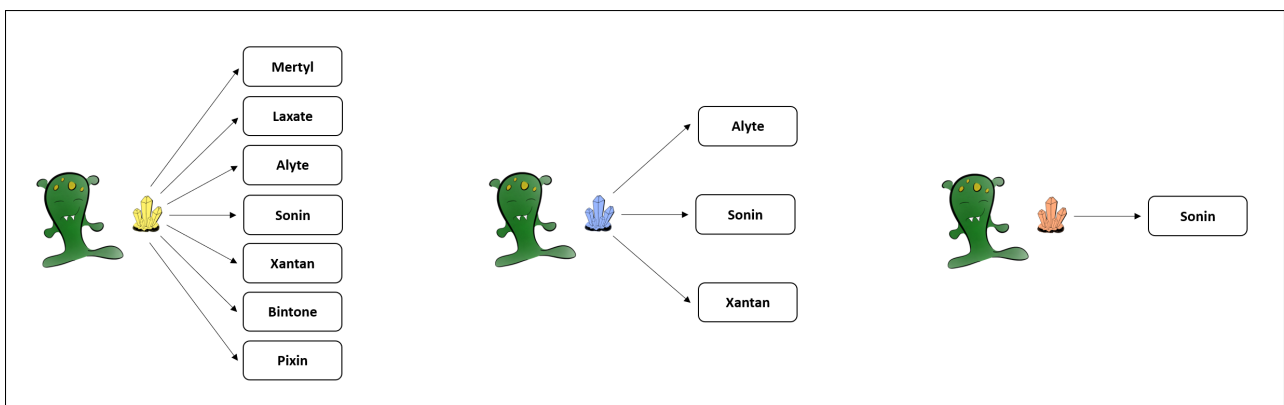 Mertyl
Laxate
Alyte
Sonin
Xantan
Bintone
Pixin
Alyte
Sonin
Xantan
Sonin